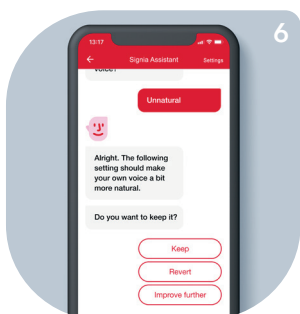 6
13:17
Signia Assistant
Settings
voice?
Unnatural
Alright. The following
setting should make
your own voice a bit
more natural.
Do you want to keep it?
Keep
Revert
Improve further